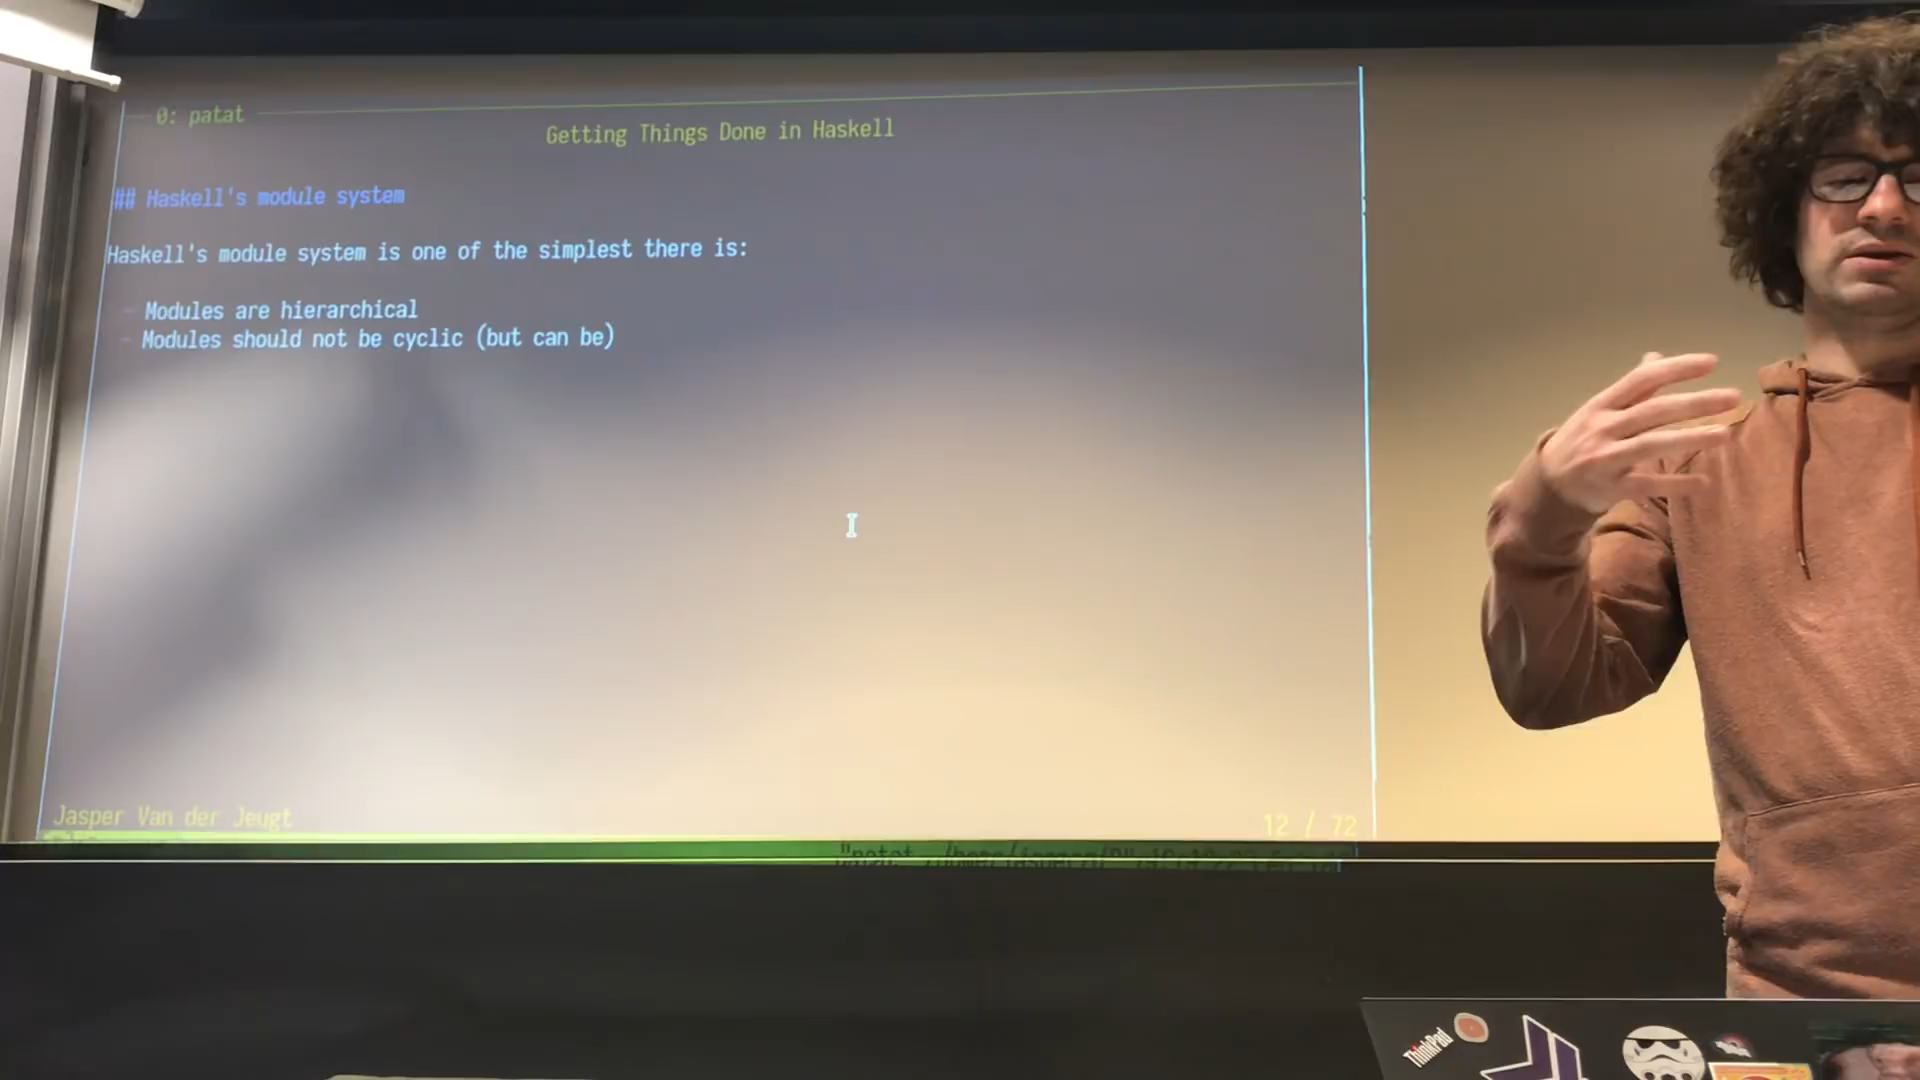 0: patat
Getting Things Done in Haskell
## Haskell's module system
Haskell's module system is one of the simplest there is:
- Modules are hierarchical
- Modules should not be cyclic (but can be)
Jasper Van der Jeugt
12 / 72
ThinkPad